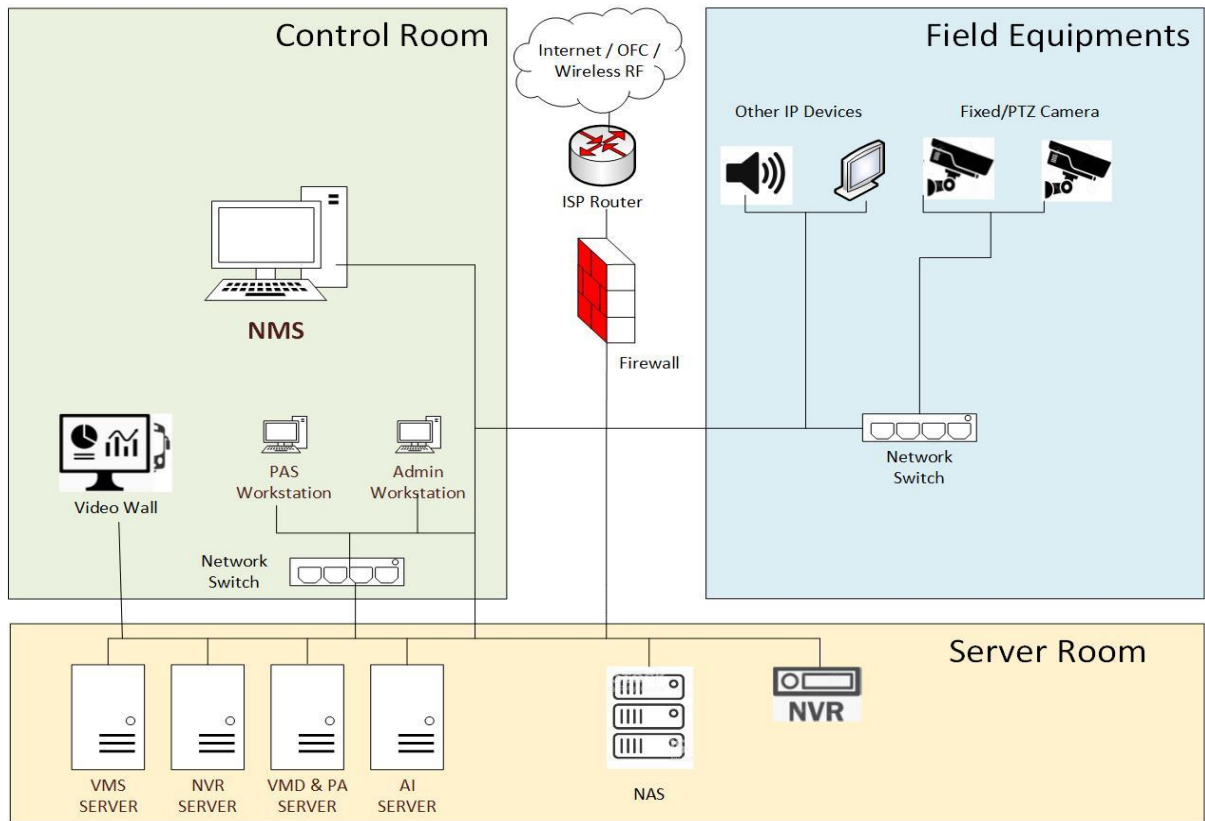 Control Room
Internet / OFC /
Wireless RF
Field Equipments
Other IP Devices
Fixed/PTZ Camera
ISP Router
NMS
Firewall
PAS
Workstation
Admin
Workstation
Video Wall
Network
Switch
Network
Switch
Server Room
NVR
VMS
SERVER
NVR
SERVER
VMD & PA
SERVER
AI
SERVER
NAS